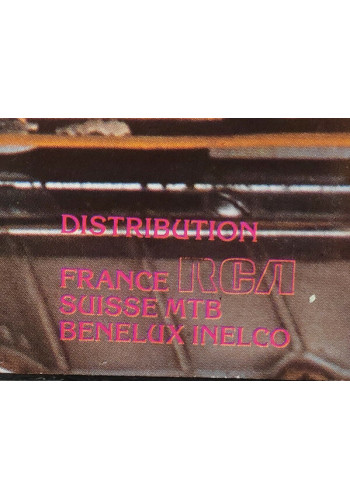 DISTRIBUTION
FRANCE RCA
SUISSE MTB
BENELUX INELCO